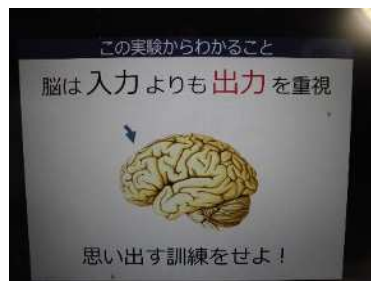 この実験からわかること
脳は入力よりも出力を重視
思い出す訓練をせよ！